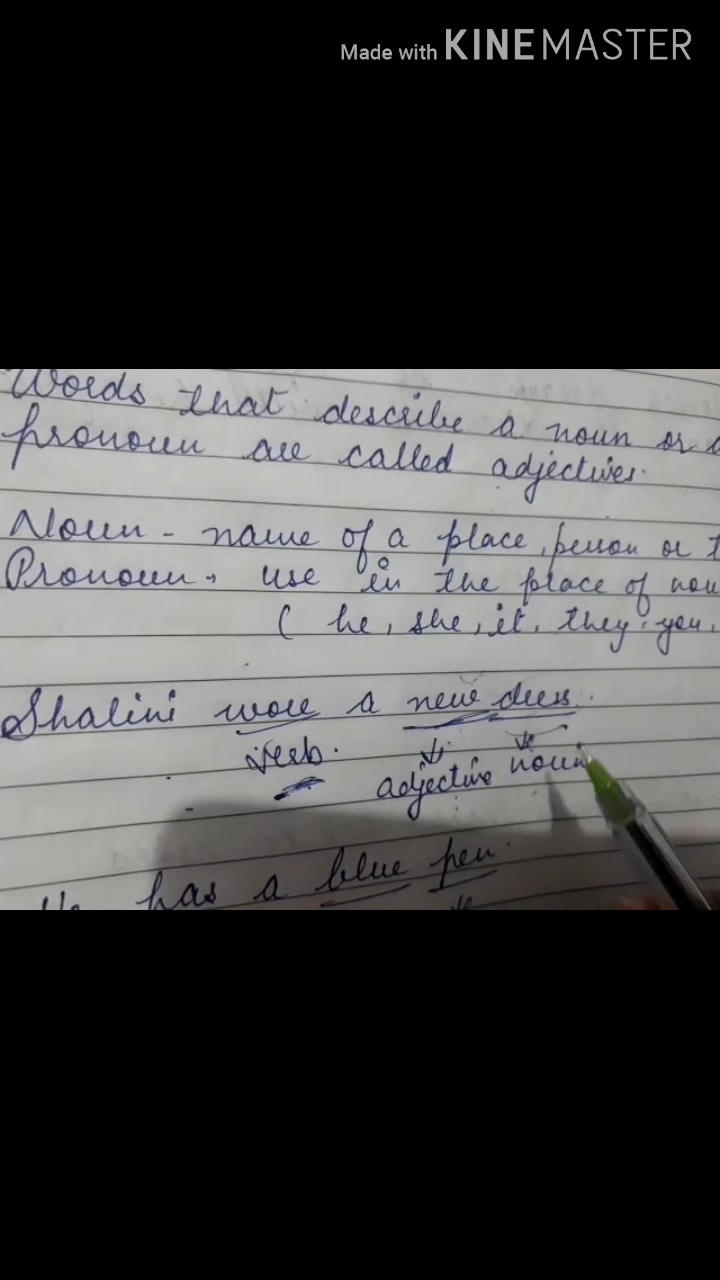 Made with KINEMASTER
Words that describe a noun or a
pronoun are called adjectives.
Noun - name of a place, person or t
Pronoun - use in the place of nou
( he, she, it, they, you,
Shalini wore a new dress.
verb.
adjective noun
has a blue pen.